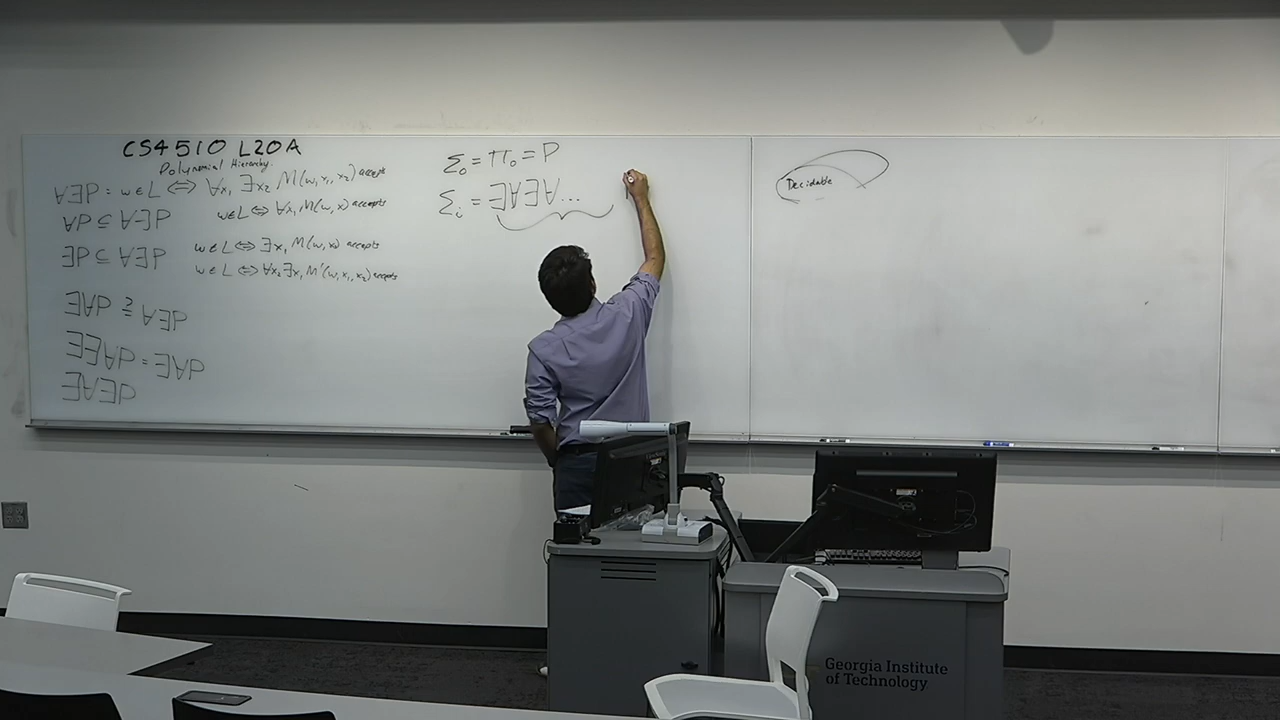 CS4510 L20A
Polynomial Hierarchy
∀∃P = w∈L ⇔ ∀x₁ ∃x₂ M(w,x₁,x₂) accepts
∀P ⊆ ∀∃P w∈L ⇔ ∀x₁ M(w,x) accepts
∃P ⊆ ∀∃P w∈L ⇔ ∃x, M(w,x) accepts
w∈L ⇔ ∀x₂ ∃x₁ M'(w,x₁,x₂) accepts
∃∀P ≟ ∀∃P
∃∃∀P = ∃∀P
∃∀∃P
Σ₀ = Π₀ = P
Σᵢ = ∃∀∃∀...
Decidable
Georgia Institute
of Technology